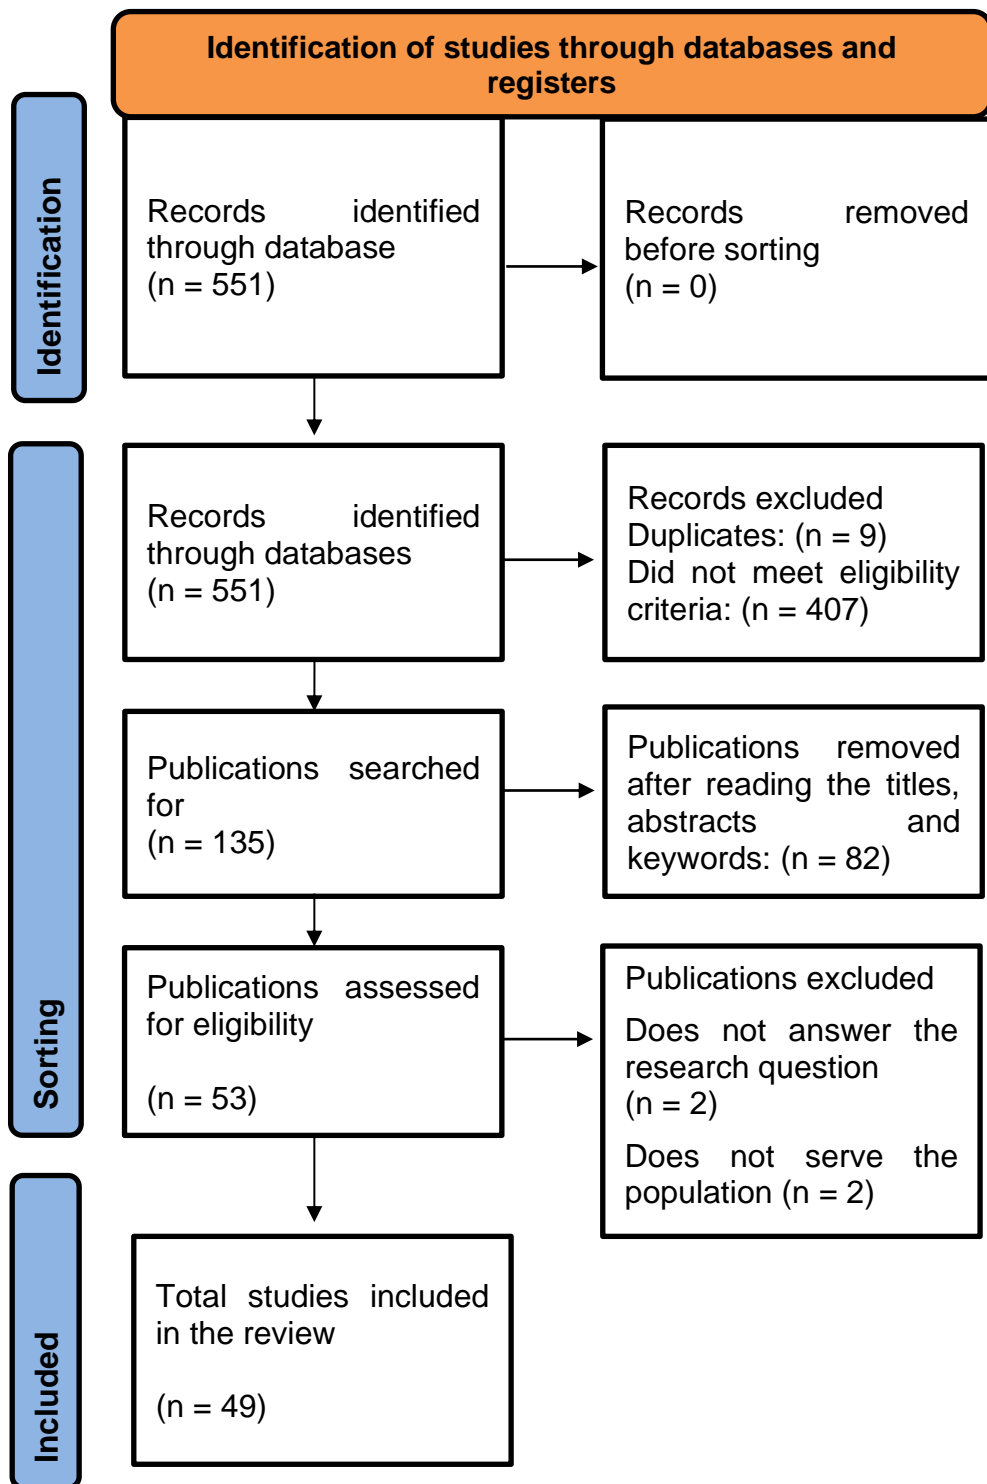 Identification of studies through databases and
registers
Identification
Records identified
through database
(n = 551)
Records removed
before sorting
(n = 0)
Sorting
Records identified
through databases
(n = 551)
Records excluded
Duplicates: (n = 9)
Did not meet eligibility
criteria: (n = 407)
Publications searched
for
(n = 135)
Publications removed
after reading the titles,
abstracts and
keywords: (n = 82)
Publications assessed
for eligibility
(n = 53)
Publications excluded
Does not answer the
research question
(n = 2)
Does not serve the
population (n = 2)
Included
Total studies included
in the review
(n = 49)